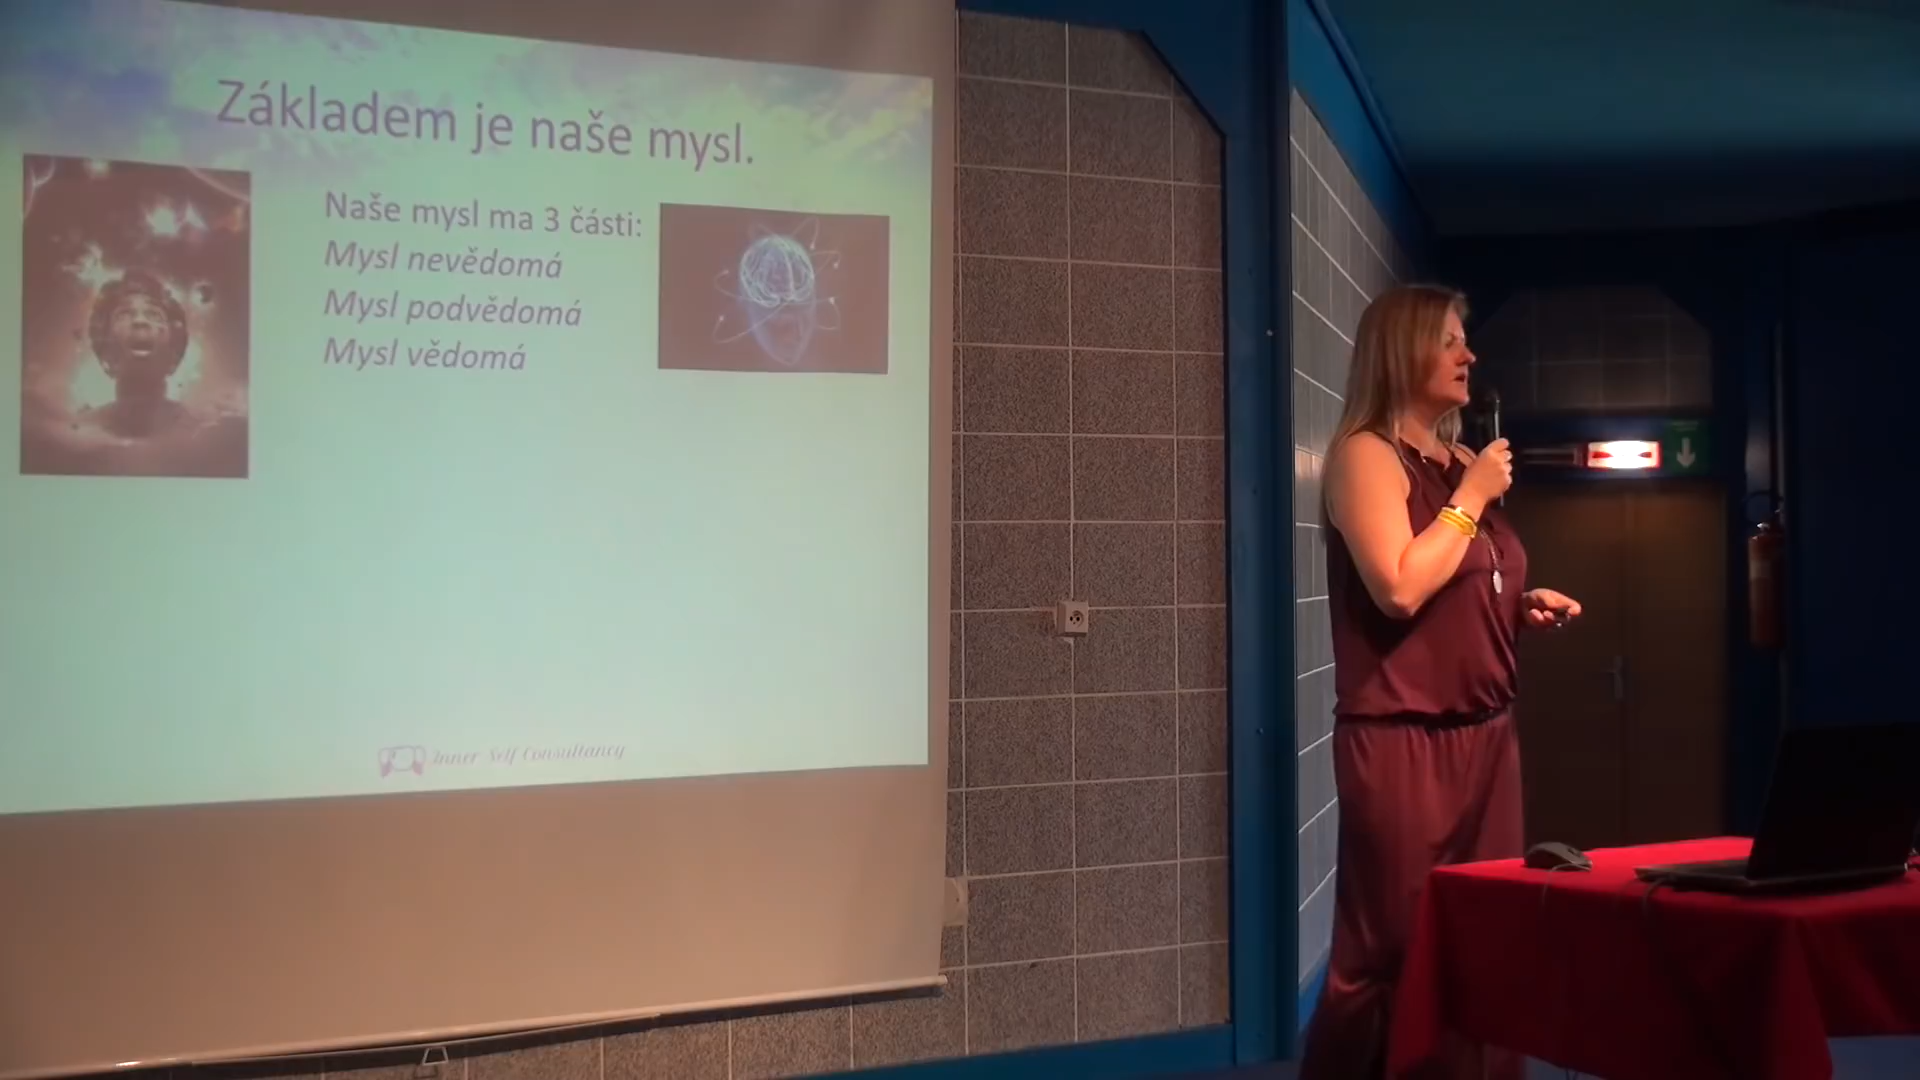 Základem je naše mysl.
Naše mysl ma 3 části:
Mysl nevědomá
Mysl podvědomá
Mysl vědomá
Inner Self Consultancy